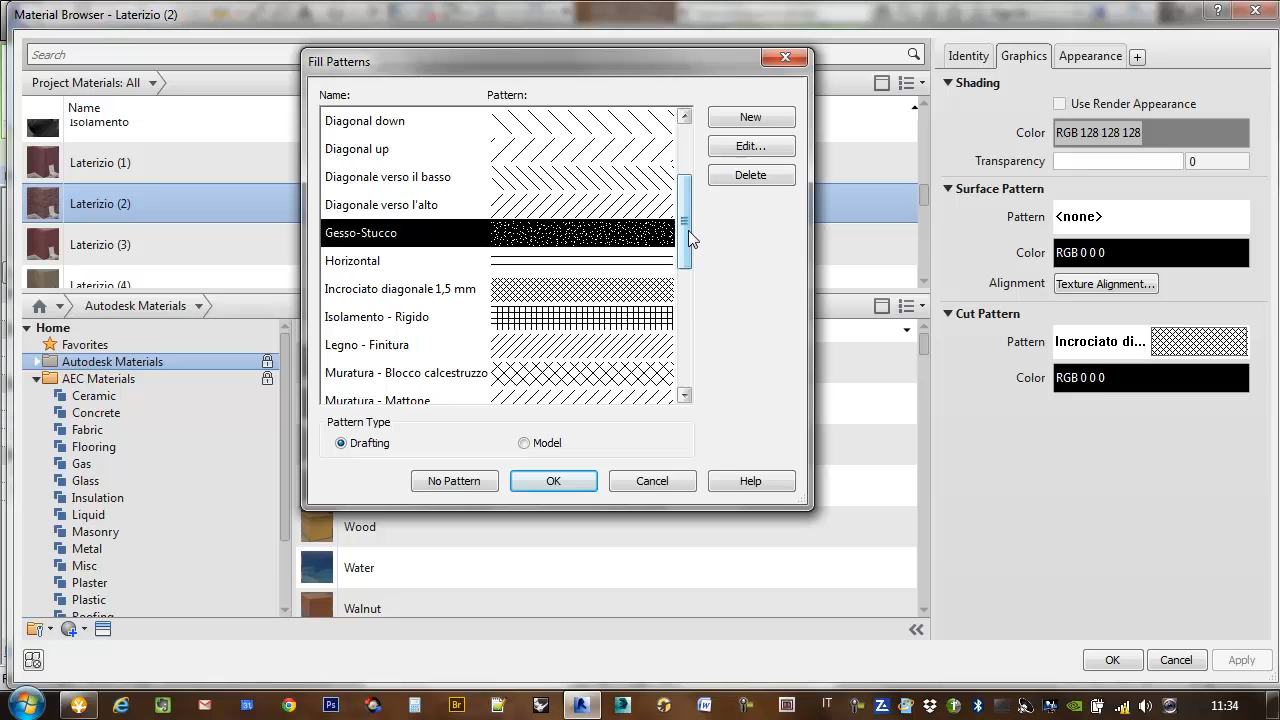 Material Browser - Laterizio (2)
Search
Project Materials: All
Name
Isolamento
Laterizio (1)
Laterizio (2)
Laterizio (3)
Laterizio (4)
Autodesk Materials
Home
Favorites
Autodesk Materials
AEC Materials
Ceramic
Concrete
Fabric
Flooring
Gas
Glass
Insulation
Liquid
Masonry
Metal
Misc
Plaster
Plastic
Roofing
Wood
Water
Walnut
Fill Patterns
Name:
Pattern:
Diagonal down
Diagonal up
Diagonale verso il basso
Diagonale verso l'alto
Gesso-Stucco
Horizontal
Incrociato diagonale 1,5 mm
Isolamento - Rigido
Legno - Finitura
Muratura - Blocco calcestruzzo
Muratura - Mattone
New
Edit...
Delete
Pattern Type
Drafting
Model
No Pattern
OK
Cancel
Help
Identity
Graphics
Appearance
Shading
Use Render Appearance
Color
RGB 128 128 128
Transparency
0
Surface Pattern
Pattern
<none>
Color
RGB 0 0 0
Alignment
Texture Alignment...
Cut Pattern
Pattern
Incrociato di...
Color
RGB 0 0 0
OK
Cancel
Apply
IT
11:34